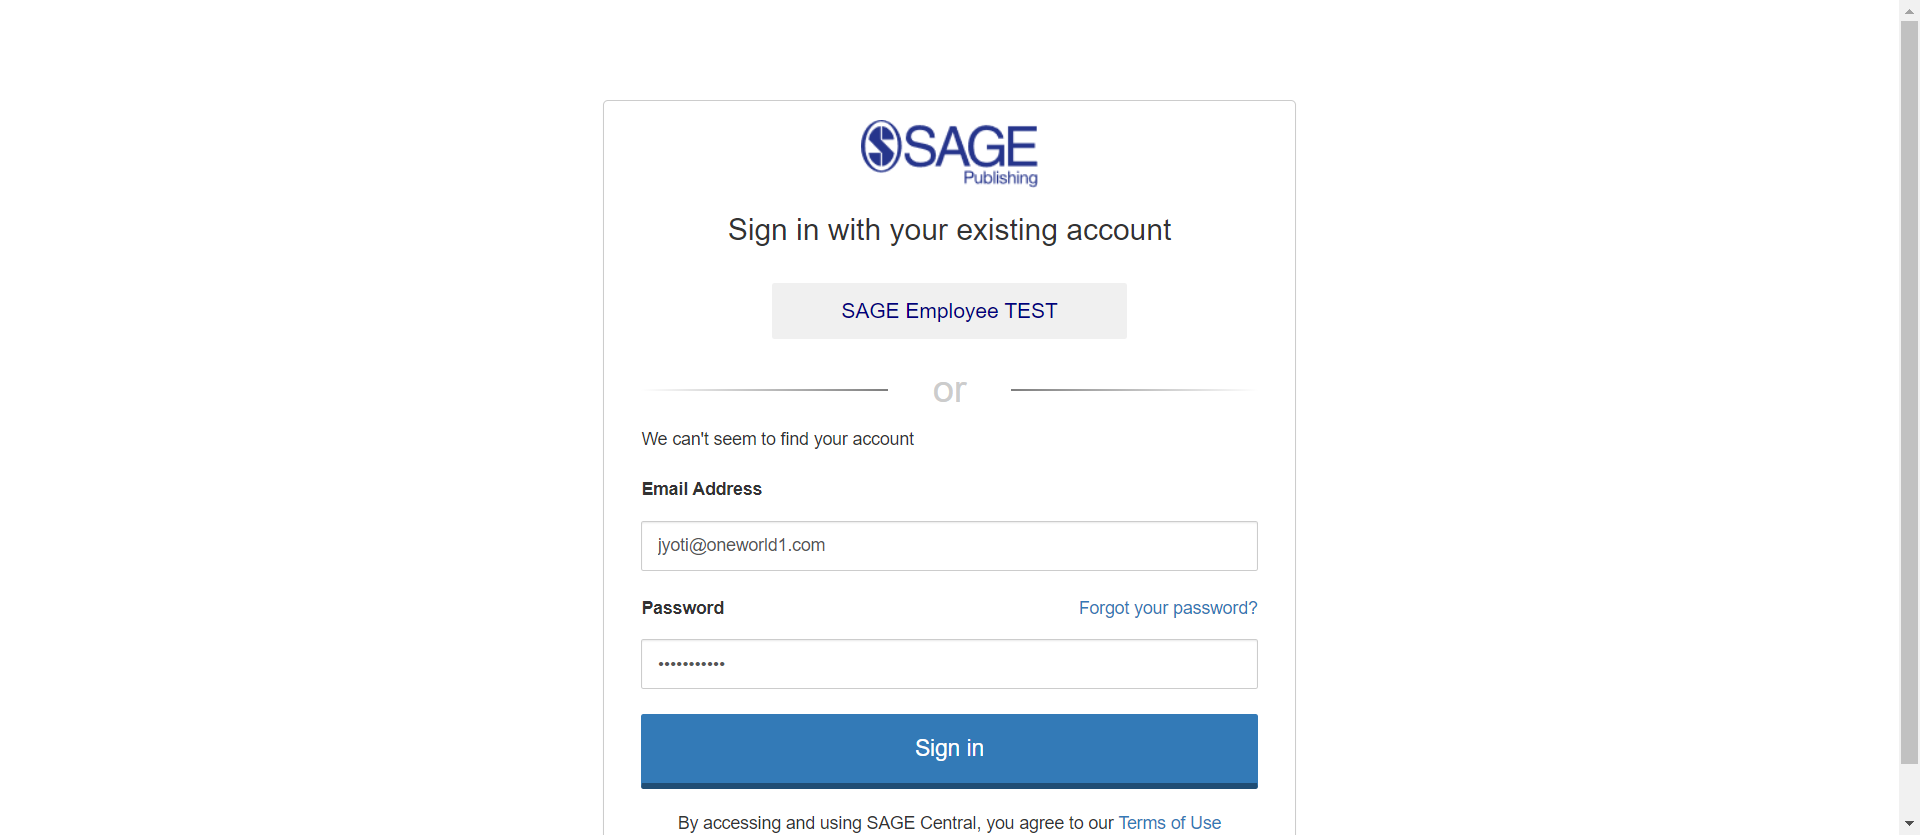 SAGE
Publishing
Sign in with your existing account
SAGE Employee TEST
or
We can't seem to find your account
Email Address
jyoti@oneworld1.com
Password Forgot your password?
•••••••••••
Sign in
By accessing and using SAGE Central, you agree to our Terms of Use